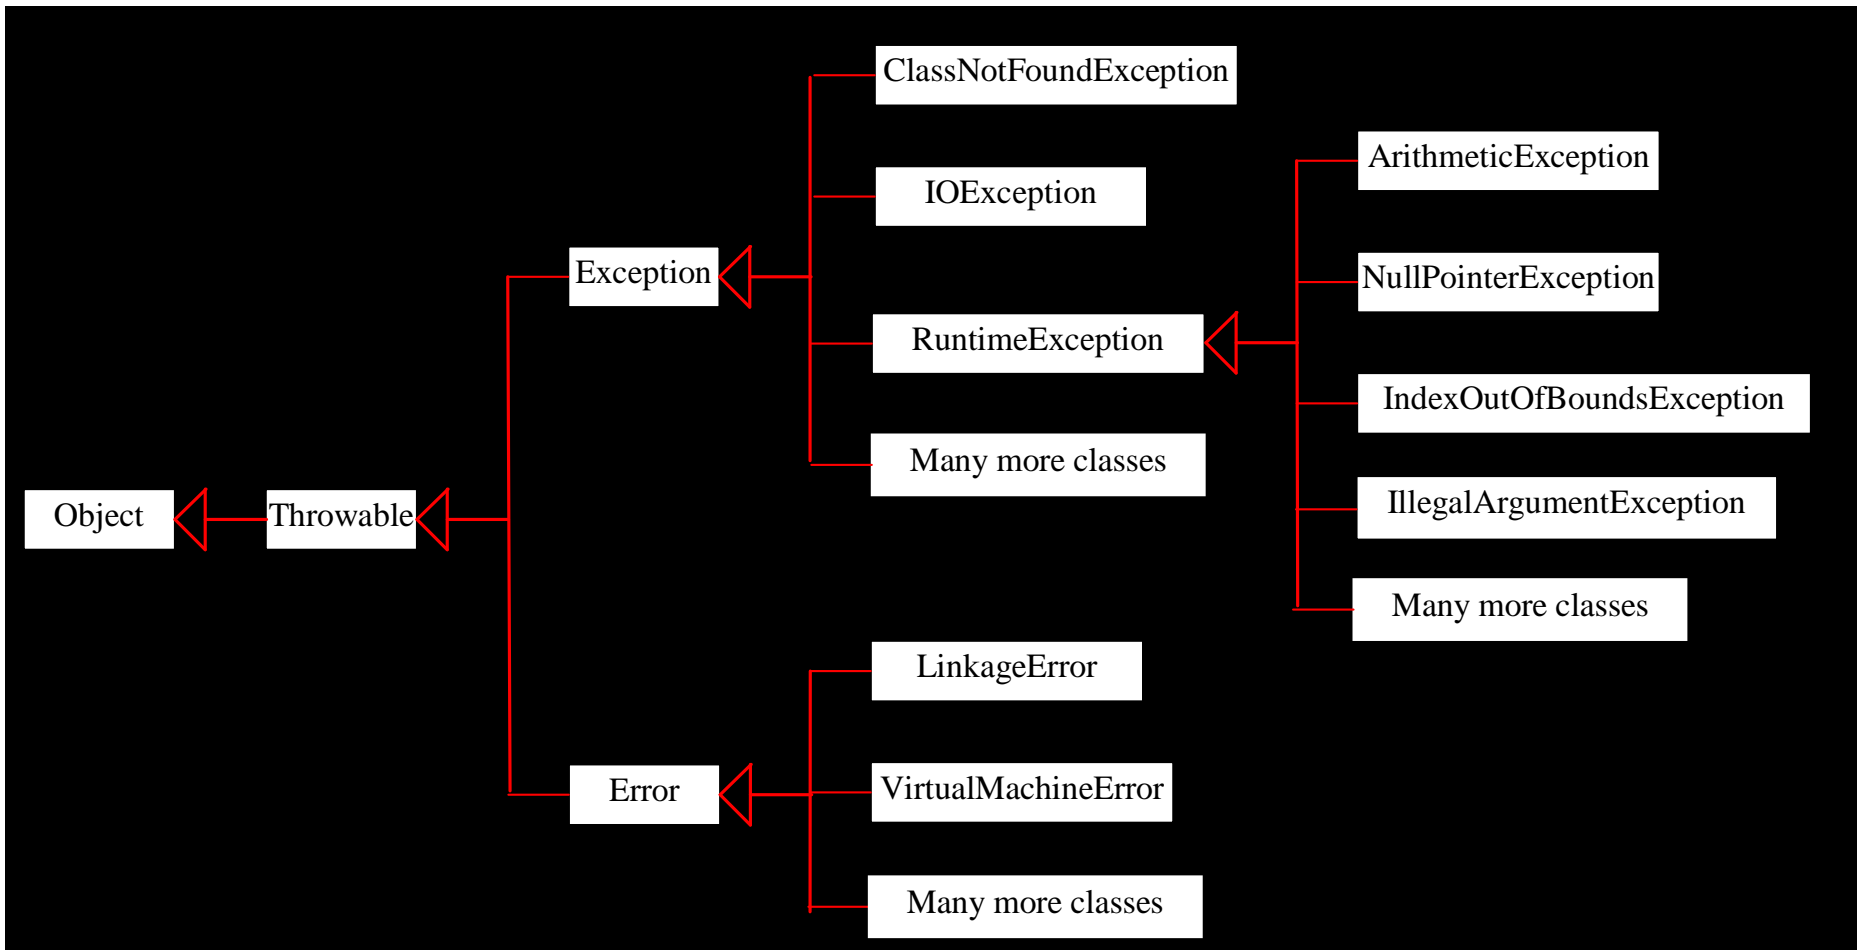 ClassNotFoundException
ArithmeticException
IOException
Exception
NullPointerException
RuntimeException
IndexOutOfBoundsException
Many more classes
Object
Throwable
IllegalArgumentException
Many more classes
LinkageError
Error
VirtualMachineError
Many more classes